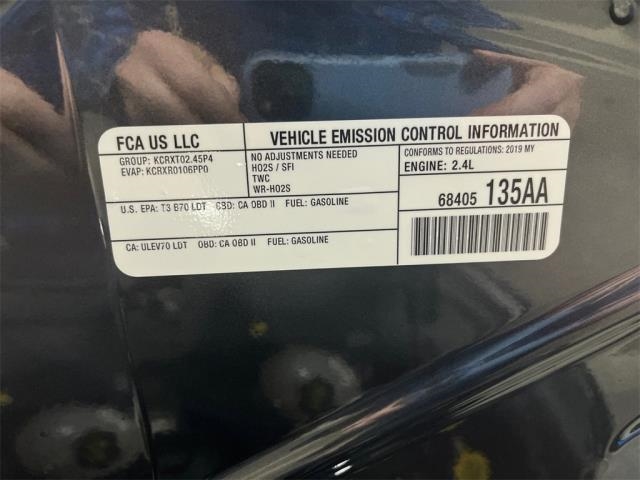 FCA US LLC
VEHICLE EMISSION CONTROL INFORMATION
GROUP: KCRXT02.45P4
EVAP: KCRXR0106PP0
NO ADJUSTMENTS NEEDED
HO2S / SFI
TWC
WR-HO2S
CONFORMS TO REGULATIONS: 2019 MY
ENGINE: 2.4L
U.S. EPA: T3 B70 LDT OBD: CA OBD II FUEL: GASOLINE
68405 135AA
CA: ULEV70 LDT OBD: CA OBD II FUEL: GASOLINE